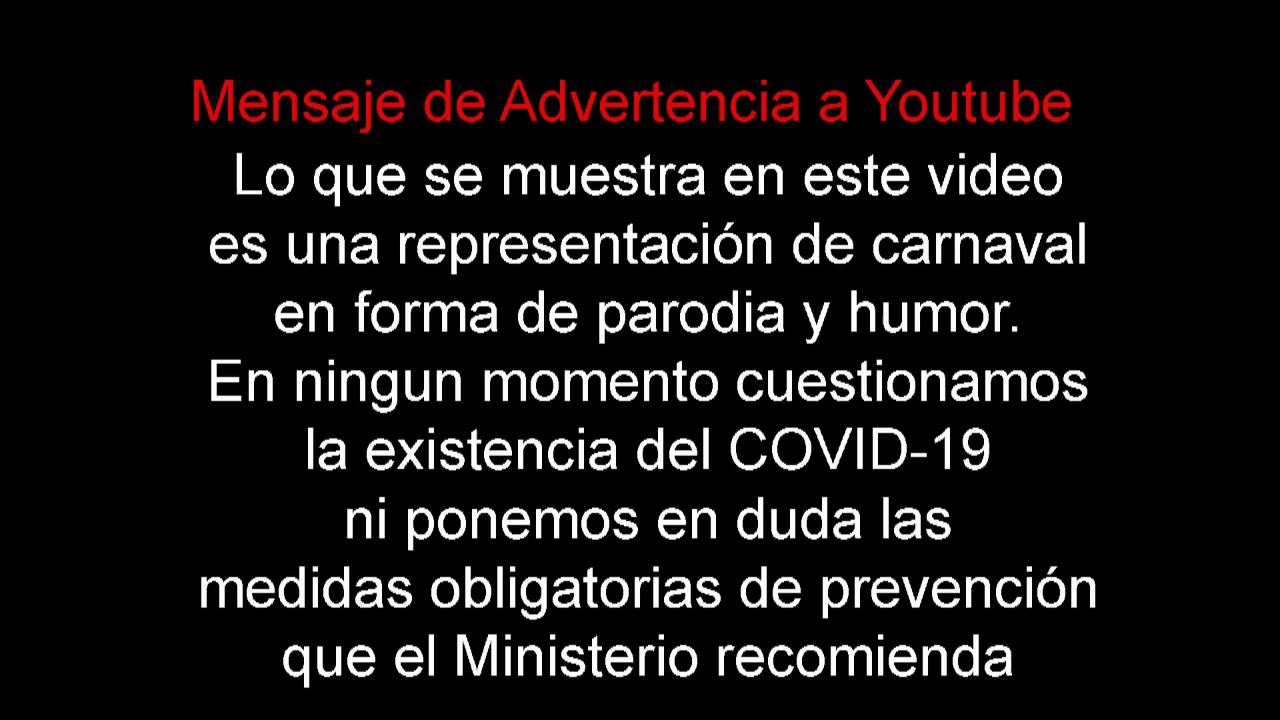 Mensaje de Advertencia a Youtube
Lo que se muestra en este video
es una representación de carnaval
en forma de parodia y humor.
En ningun momento cuestionamos
la existencia del COVID-19
ni ponemos en duda las
medidas obligatorias de prevención
que el Ministerio recomienda